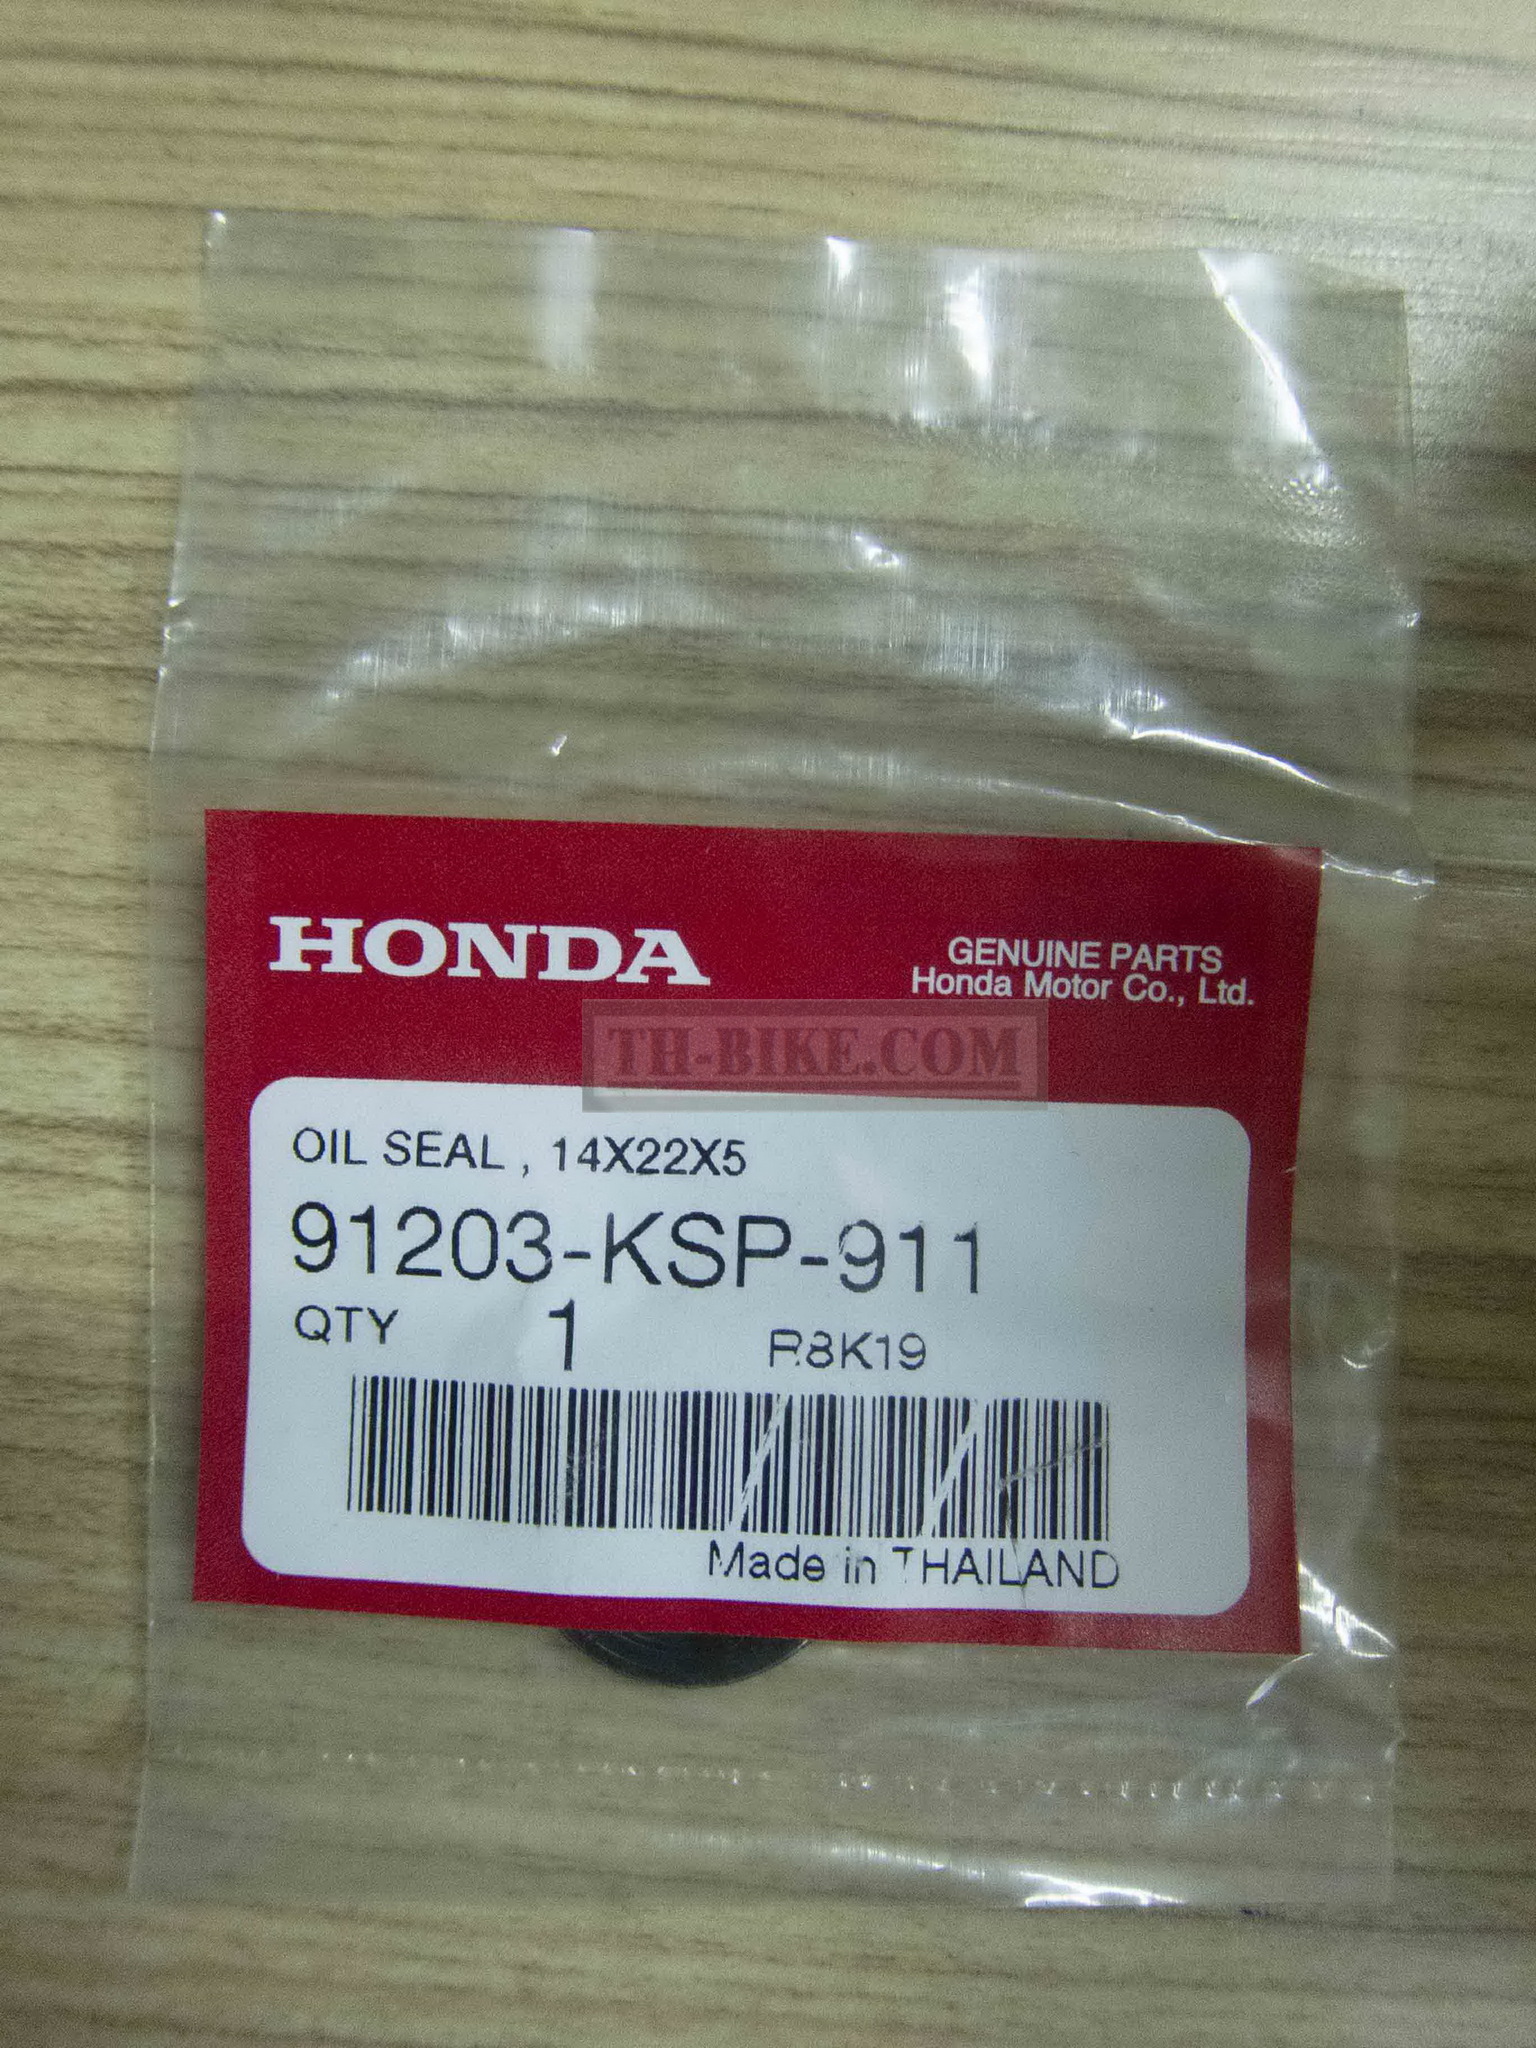 HONDA
GENUINE PARTS
Honda Motor Co., Ltd.
TH-BIKE.COM
OIL SEAL , 14X22X5
91203-KSP-911
QTY 1 R8K19
Made in THAILAND